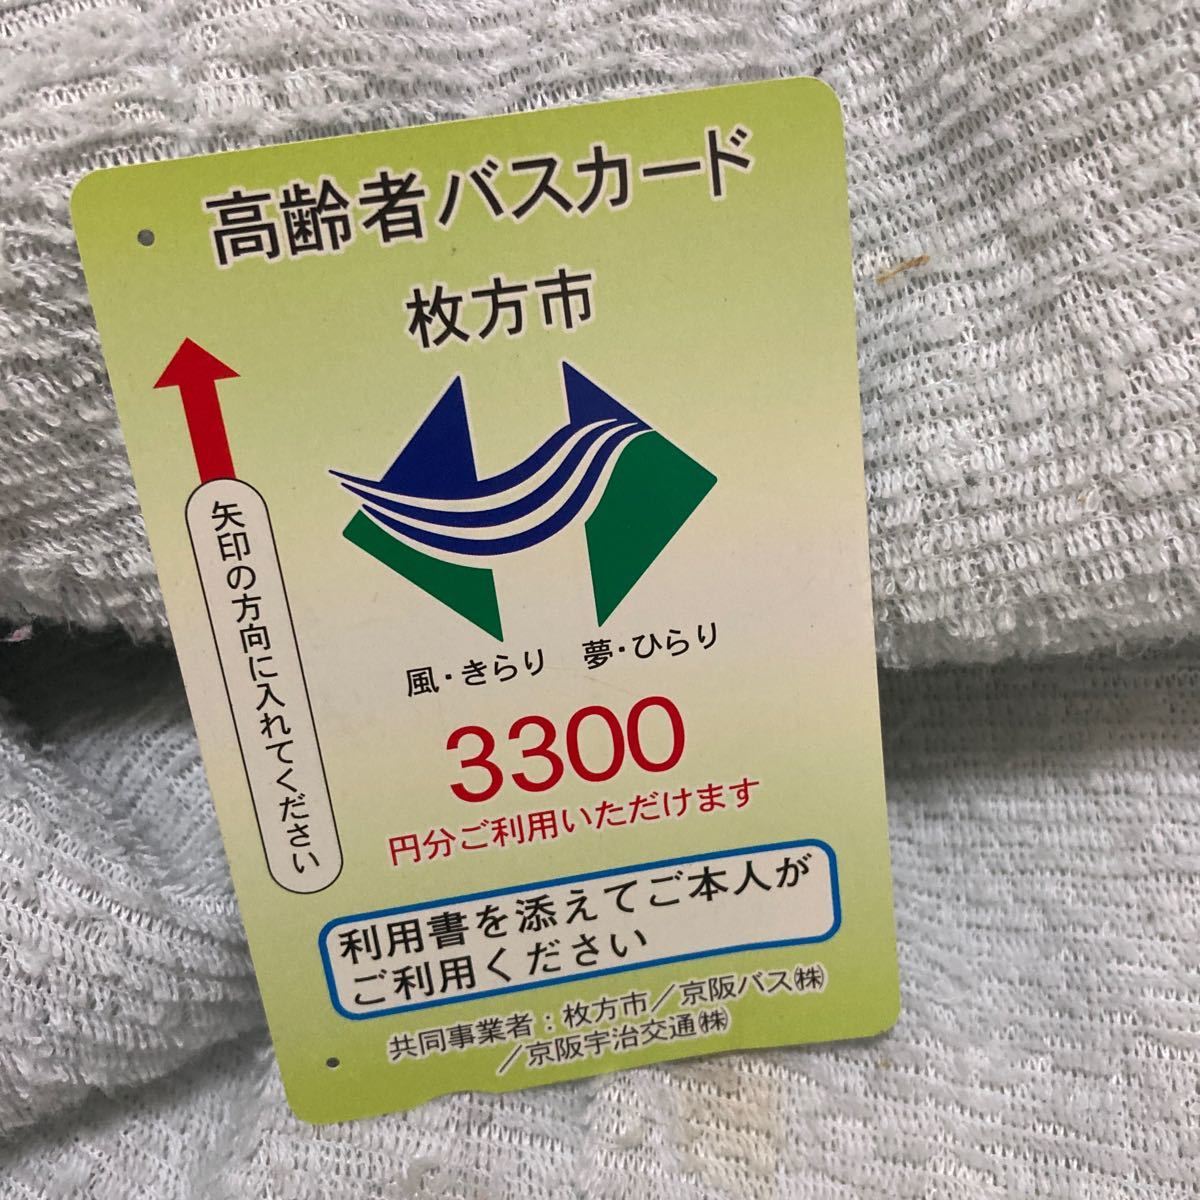 高齢者バスカード
枚方市
矢印の方向に入れてください
風・きらり 夢・ひらり
3300
円分ご利用いただけます
利用書を添えてご本人が
ご利用ください
共同事業者：枚方市／京阪バス㈱
／京阪宇治交通㈱